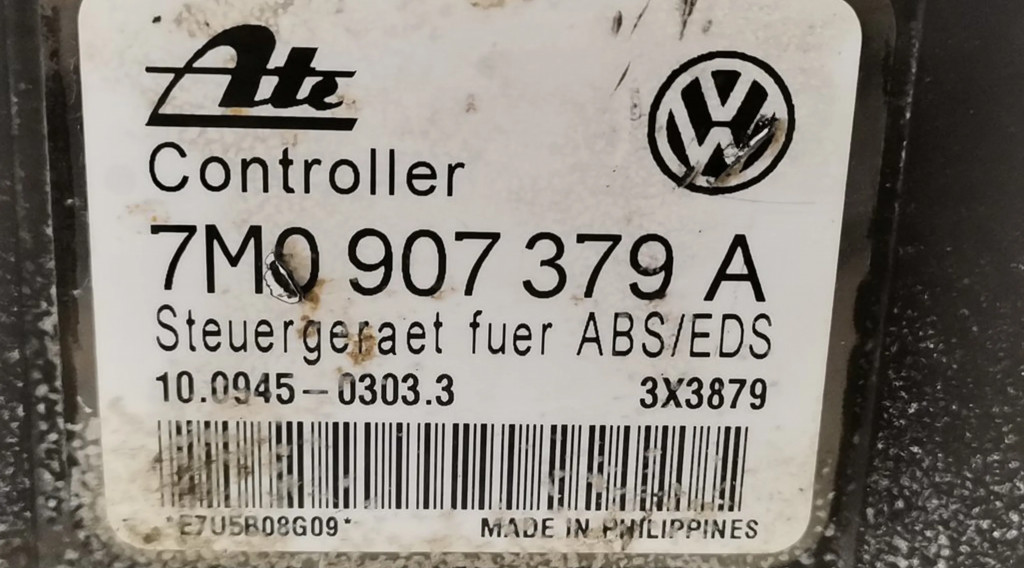 Ate
Controller
7M0 907 379 A
Steuergeraet fuer ABS/EDS
10.0945-0303.3 3X3879
*E7U5B08G09* MADE IN PHILIPPINES